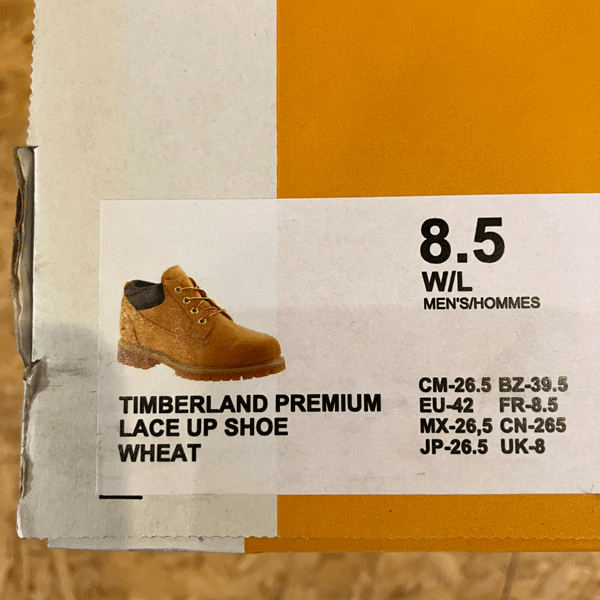 8.5
W/L
MEN'S/HOMMES
CM-26.5 BZ-39.5
EU-42 FR-8.5
MX-26,5 CN-265
JP-26.5 UK-8
TIMBERLAND PREMIUM
LACE UP SHOE
WHEAT